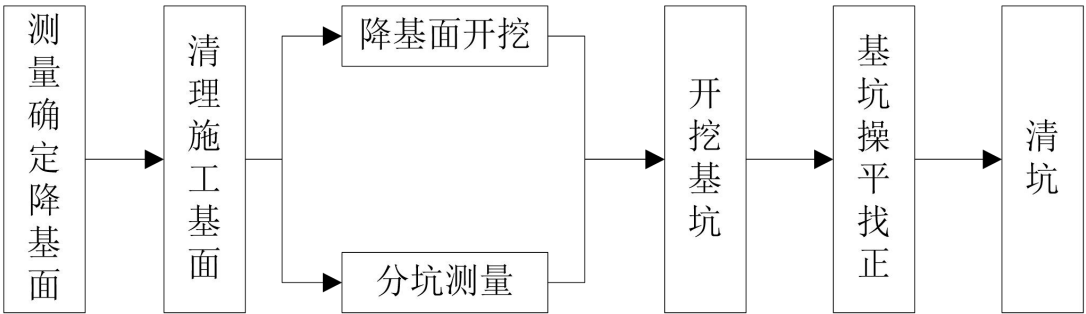 测量确定降基面
清理施工基面
降基面开挖
分坑测量
开挖基坑
基坑操平找正
清坑